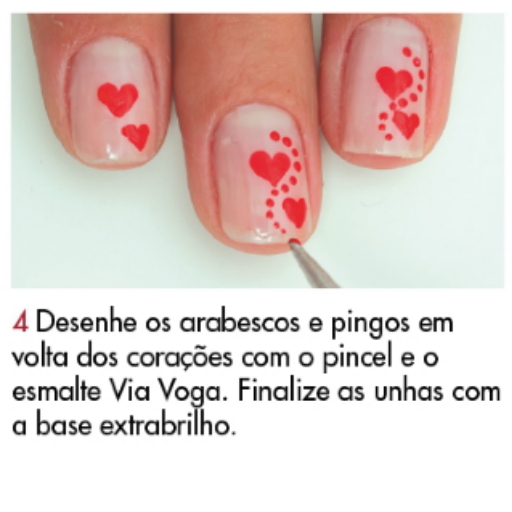 4 Desenhe os arabescos e pingos em
volta dos corações com o pincel e o
esmalte Via Voga. Finalize as unhas com
a base extrabrilho.